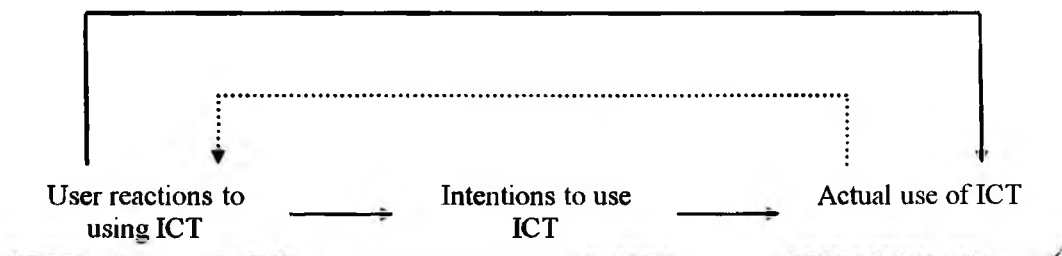 User reactions to
using ICT
Intentions to use
ICT
Actual use of ICT